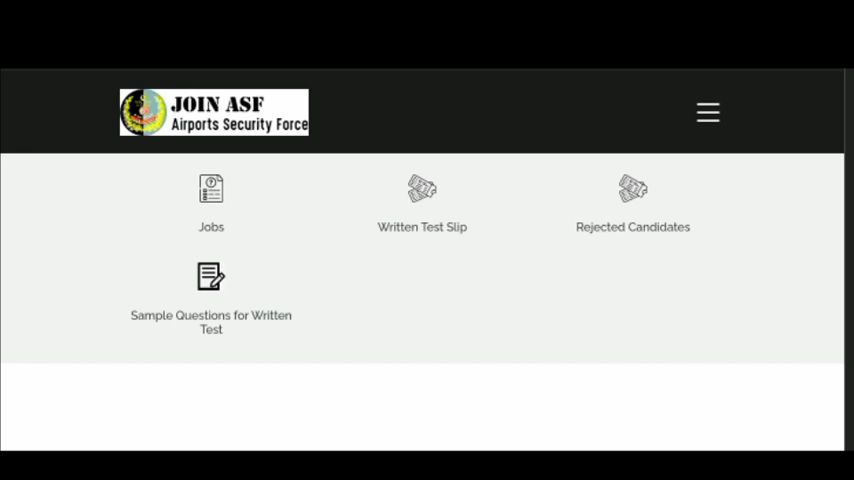 JOIN ASF
Airports Security Force
Jobs
Written Test Slip
Rejected Candidates
Sample Questions for Written
Test